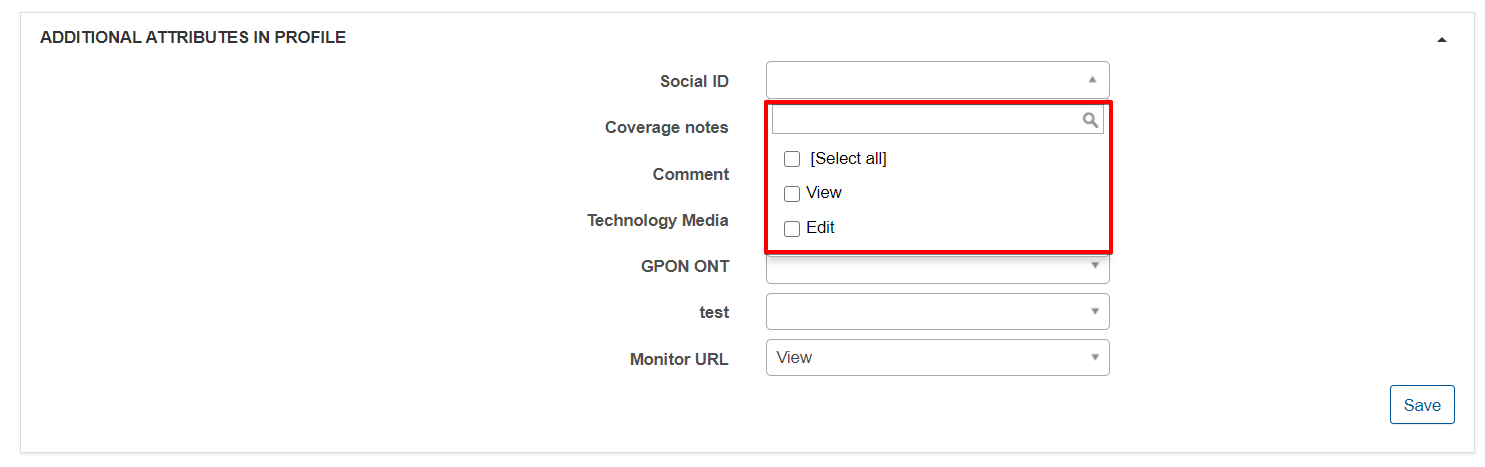 ADDITIONAL ATTRIBUTES IN PROFILE
Social ID
Coverage notes
[Select all]
Comment
View
Technology Media
Edit
GPON ONT
test
Monitor URL View
Save